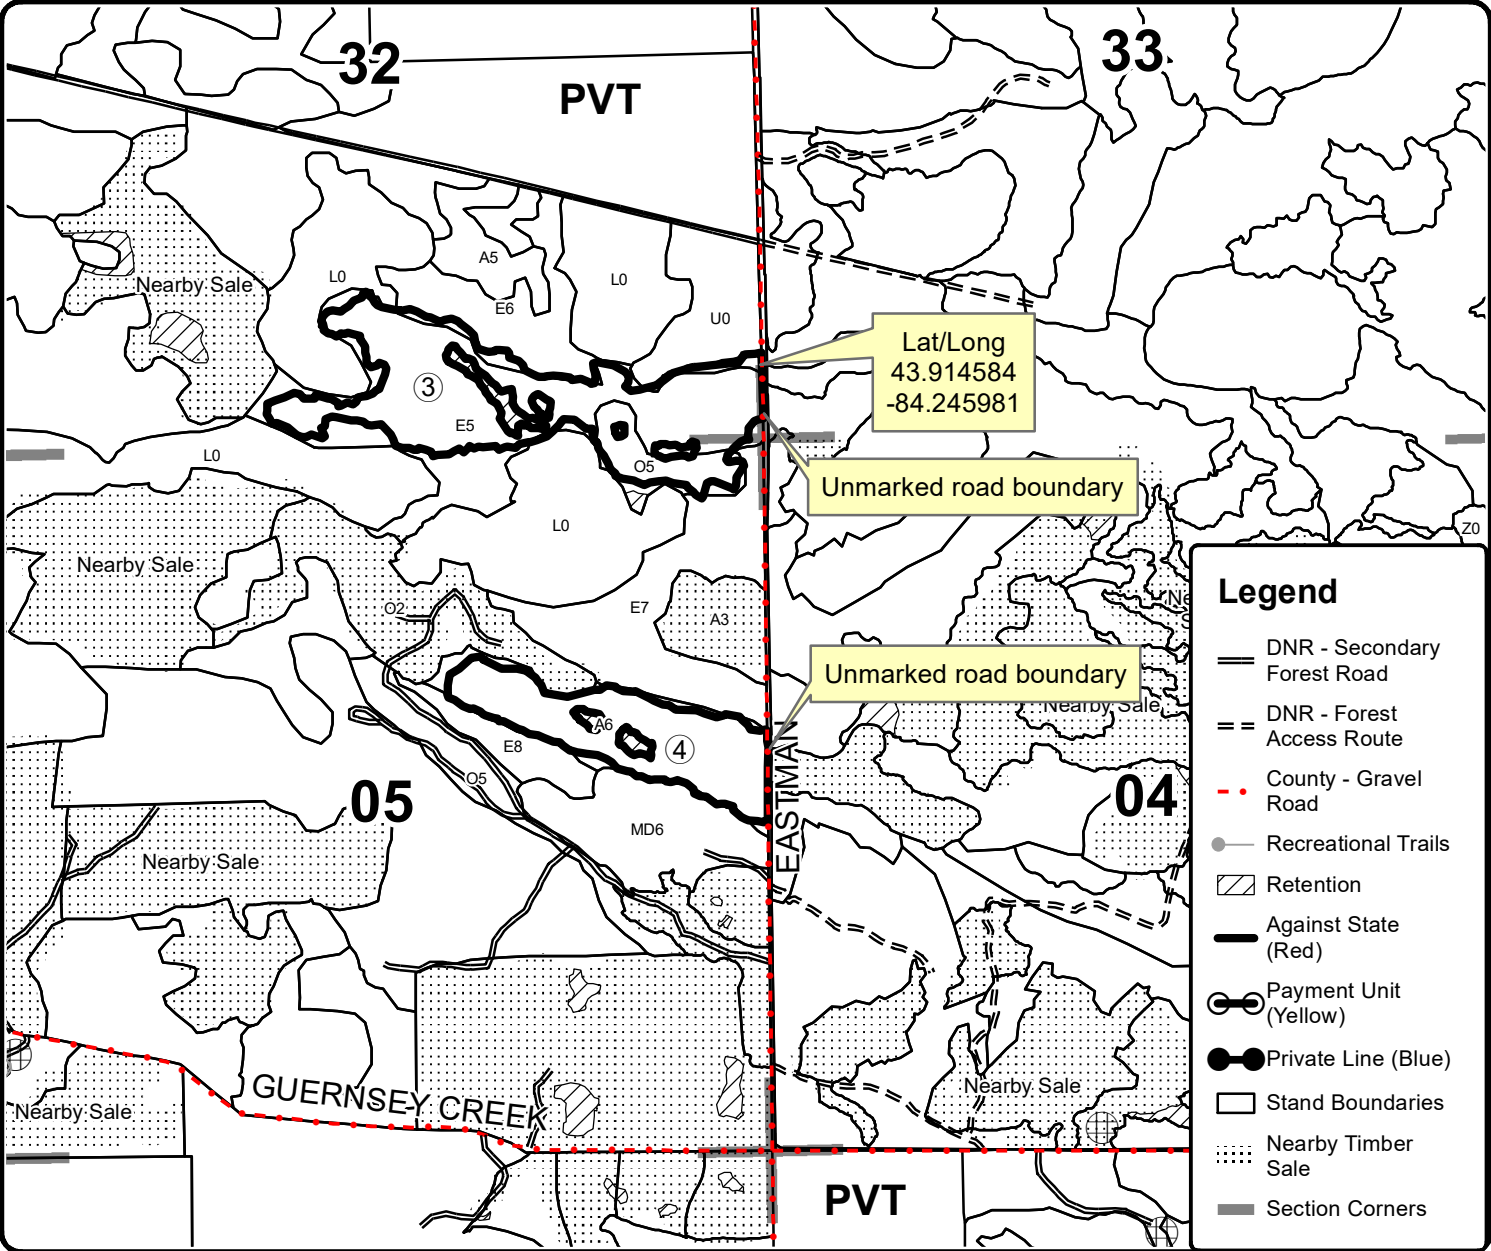 32
33
PVT
Nearby Sale
L0
A5
E6
L0
U0
Lat/Long
43.914584
-84.245981
3
E5
L0
O5
Unmarked road boundary
L0
Z0
Nearby Sale
O2
E7
A3
Unmarked road boundary
Nearby Sale
A6
4
E8
O5
05
04
EASTMAN
MD6
Nearby Sale
GUERNSEY CREEK
Nearby Sale
Nearby Sale
PVT
Legend
DNR - Secondary
Forest Road
DNR - Forest
Access Route
County - Gravel
Road
Recreational Trails
Retention
Against State
(Red)
Payment Unit
(Yellow)
Private Line (Blue)
Stand Boundaries
Nearby Timber
Sale
Section Corners